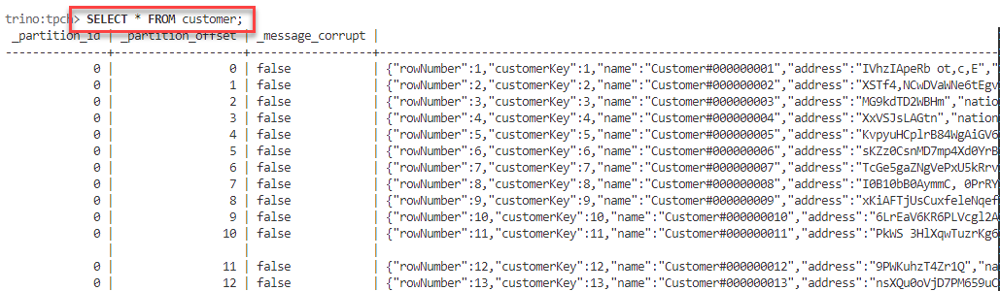 trino:tpch> SELECT * FROM customer;
_partition_id | _partition_offset | _message_corrupt |
0 | 0 | false | {"rowNumber":1,"customerKey":1,"name":"Customer#000000001","address":"IVhzIApeRb ot,c,E","
0 | 1 | false | {"rowNumber":2,"customerKey":2,"name":"Customer#000000002","address":"XSTf4,NCwDVaWNe6tEgv
0 | 2 | false | {"rowNumber":3,"customerKey":3,"name":"Customer#000000003","address":"MG9kdTD2WBHm","natio
0 | 3 | false | {"rowNumber":4,"customerKey":4,"name":"Customer#000000004","address":"XxVSJsLAGtn","nation
0 | 4 | false | {"rowNumber":5,"customerKey":5,"name":"Customer#000000005","address":"KvpyuHCplrB84WgAiGV6
0 | 5 | false | {"rowNumber":6,"customerKey":6,"name":"Customer#000000006","address":"sKZz0CsnMD7mp4Xd0YrB
0 | 6 | false | {"rowNumber":7,"customerKey":7,"name":"Customer#000000007","address":"TcGe5gaZNgVePxU5kRrv
0 | 7 | false | {"rowNumber":8,"customerKey":8,"name":"Customer#000000008","address":"I0B10bB0AymmC, 0PrRY
0 | 8 | false | {"rowNumber":9,"customerKey":9,"name":"Customer#000000009","address":"xKiAFTjUsCuxfeleNqef
0 | 9 | false | {"rowNumber":10,"customerKey":10,"name":"Customer#000000010","address":"6LrEaV6KR6PLVcgl2A
0 | 10 | false | {"rowNumber":11,"customerKey":11,"name":"Customer#000000011","address":"PkWS 3HlXqwTuzrKg6
0 | 11 | false | {"rowNumber":12,"customerKey":12,"name":"Customer#000000012","address":"9PWKuhzT4Zr1Q","na
0 | 12 | false | {"rowNumber":13,"customerKey":13,"name":"Customer#000000013","address":"nsXQu0oVjD7PM659uC